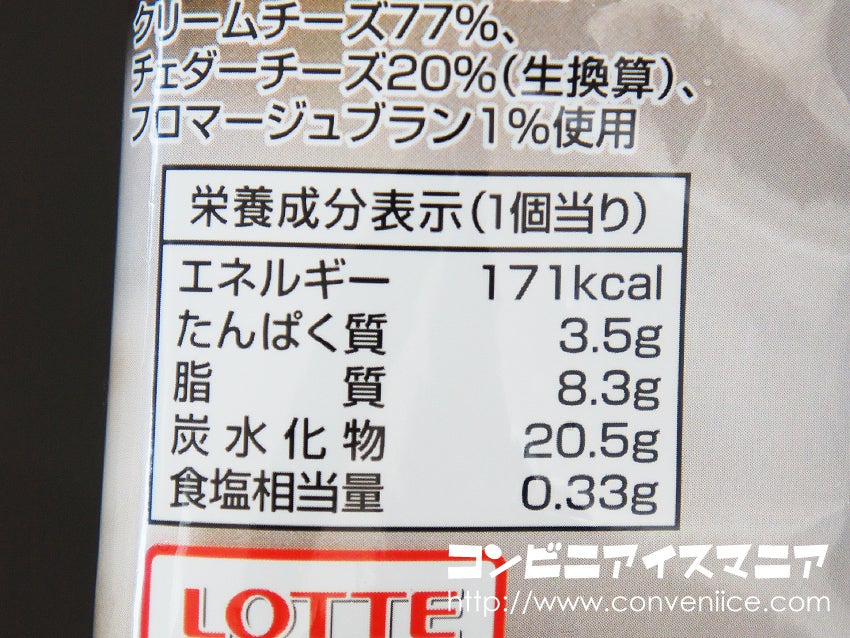 クリームチーズ77%、
チェダーチーズ20%(生換算)、
フロマージュブラン1%使用
栄養成分表示(1個当り)
エネルギー 171kcal
たんぱく質 3.5g
脂質 8.3g
炭水化物 20.5g
食塩相当量 0.33g
LOTTE
コンビニアイスマニア
http://www.conveniice.com